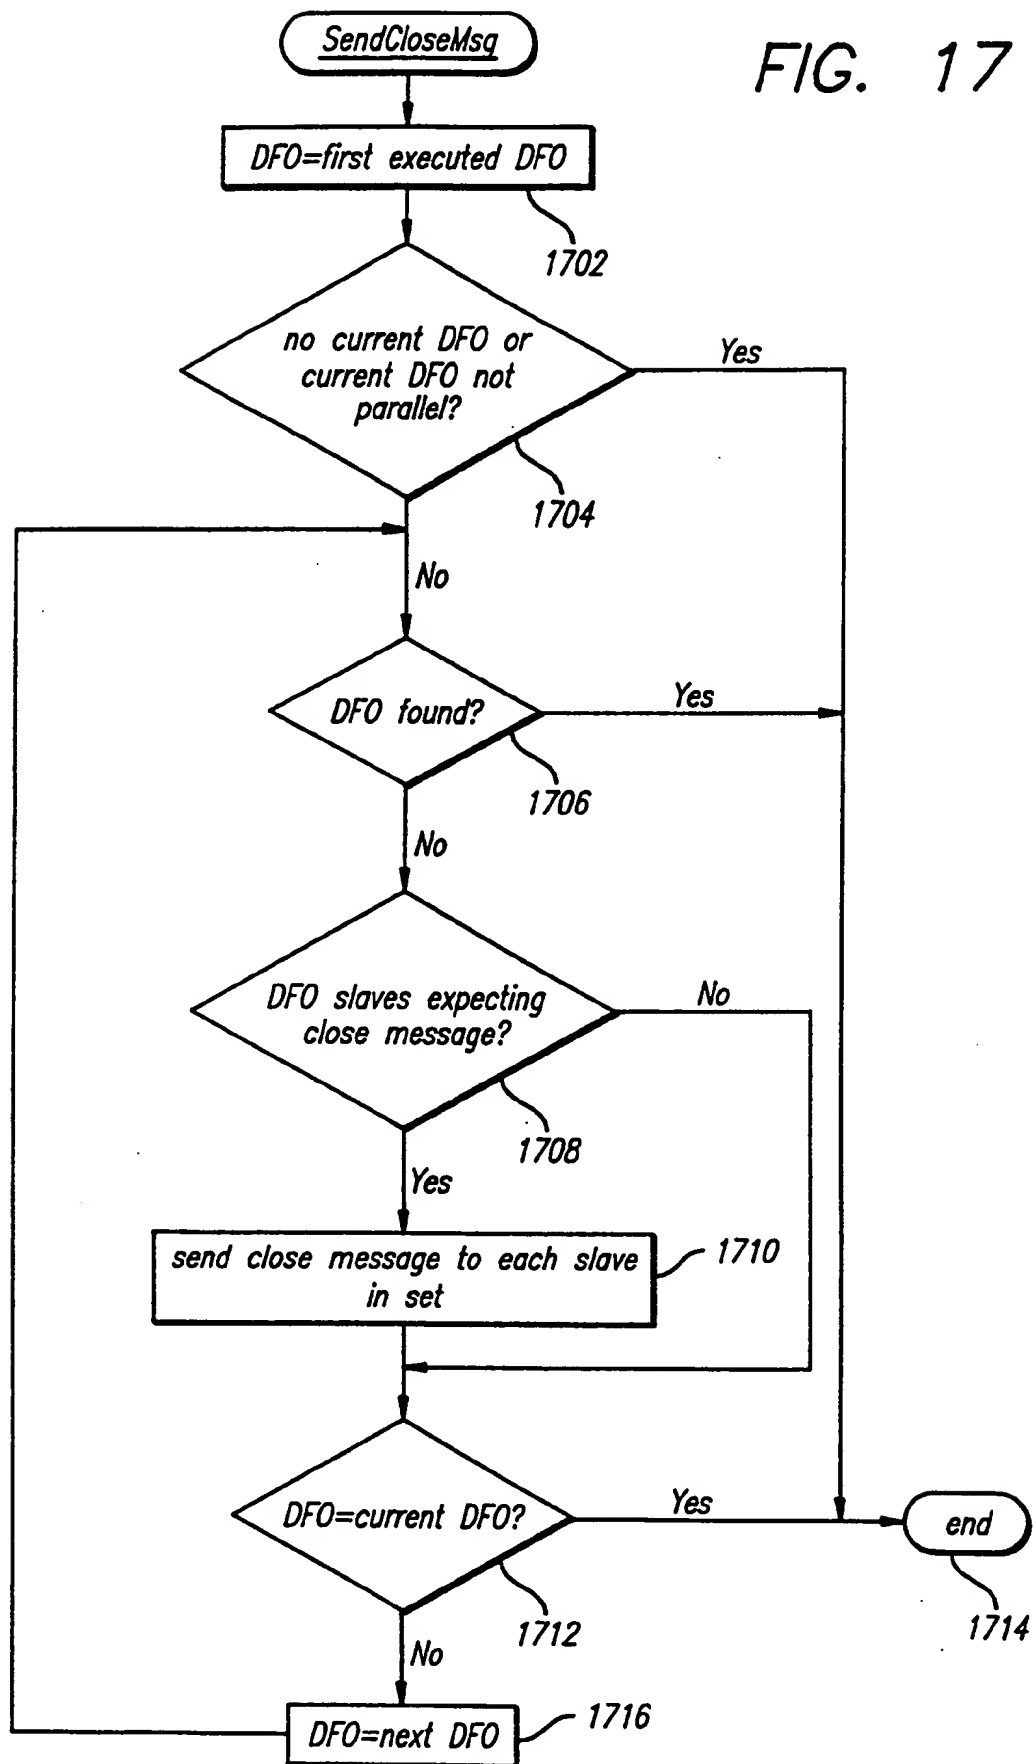 SendCloseMsg
FIG. 17
DFO=first executed DFO
1702
no current DFO or
current DFO not
parallel?
Yes
1704
No
DFO found?
Yes
1706
No
DFO slaves expecting
close message?
No
1708
Yes
send close message to each slave
in set
1710
DFO=current DFO?
Yes
end
1712
1714
No
DFO=next DFO
1716